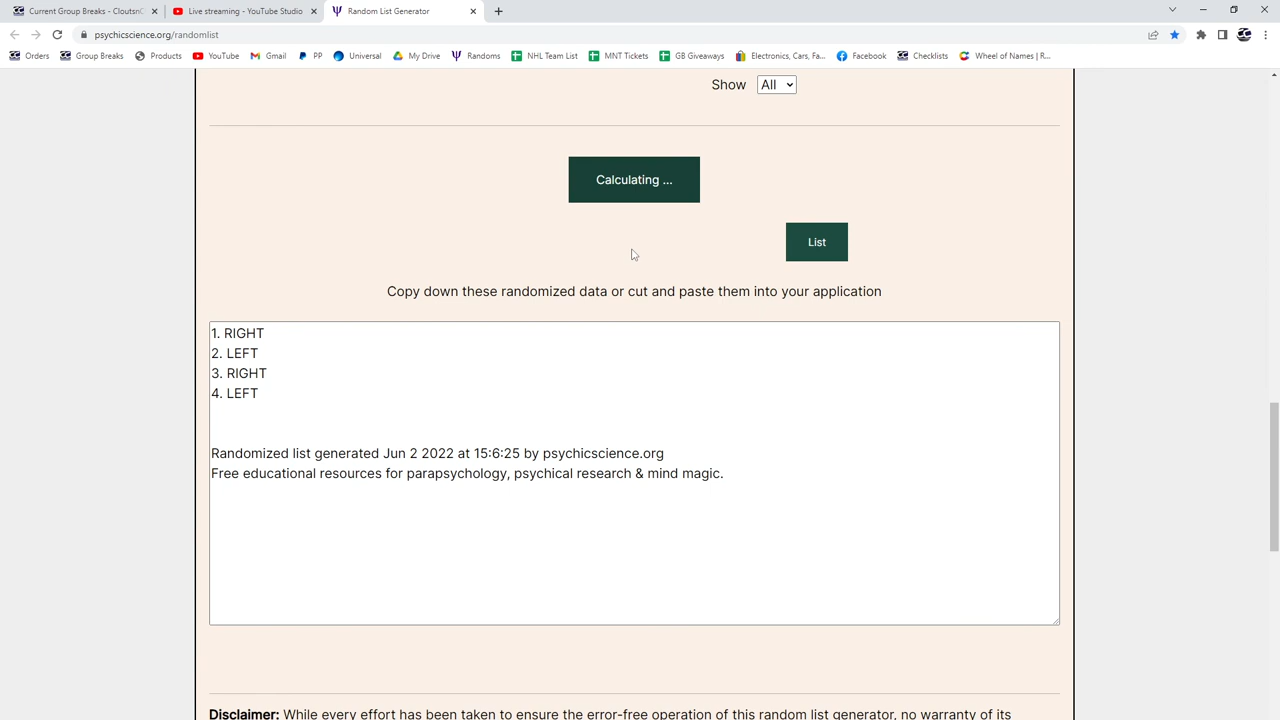 Current Group Breaks - CloutsnC
Live streaming - YouTube Studio
Random List Generator
psychicscience.org/randomlist
Orders
Group Breaks
Products
YouTube
Gmail
PP
Universal
My Drive
Randoms
NHL Team List
MNT Tickets
GB Giveaways
Electronics, Cars, Fa...
Facebook
Checklists
Wheel of Names | R...
Show All
Calculating ...
List
Copy down these randomized data or cut and paste them into your application
1. RIGHT
2. LEFT
3. RIGHT
4. LEFT
Randomized list generated Jun 2 2022 at 15:6:25 by psychicscience.org
Free educational resources for parapsychology, psychical research & mind magic.
Disclaimer: While every effort has been taken to ensure the error-free operation of this random list generator, no warranty of its